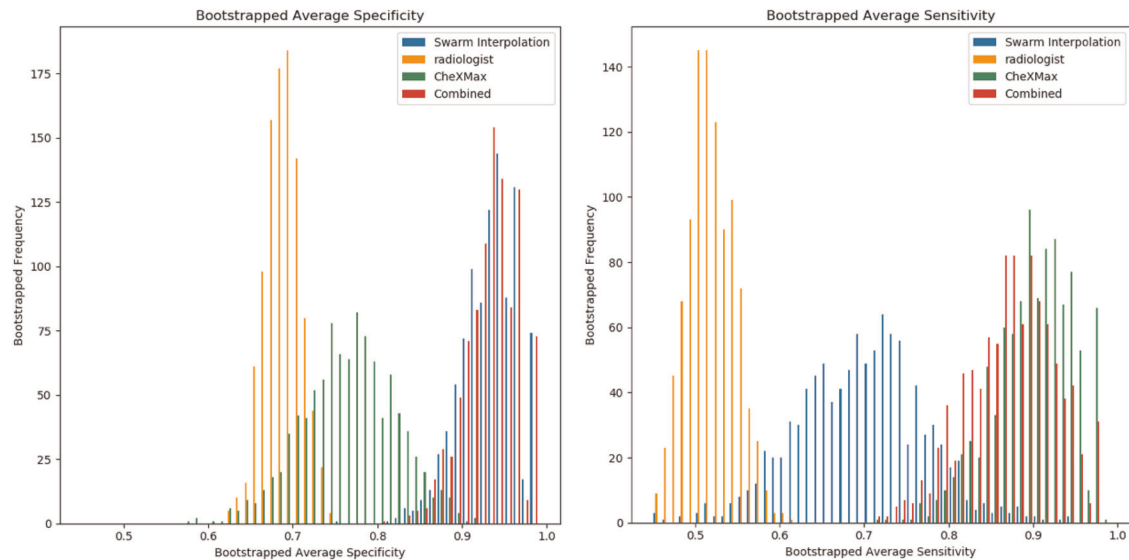 Bootstrapped Average Specificity
Bootstrapped Frequency
175
150
125
100
75
50
25
0
0.5 0.6 0.7 0.8 0.9 1.0
Bootstrapped Average Specificity
Swarm Interpolation
radiologist
CheXMax
Combined
Bootstrapped Average Sensitivity
Bootstrapped Frequency
140
120
100
80
60
40
20
0
0.5 0.6 0.7 0.8 0.9 1.0
Bootstrapped Average Sensitivity
Swarm Interpolation
radiologist
CheXMax
Combined